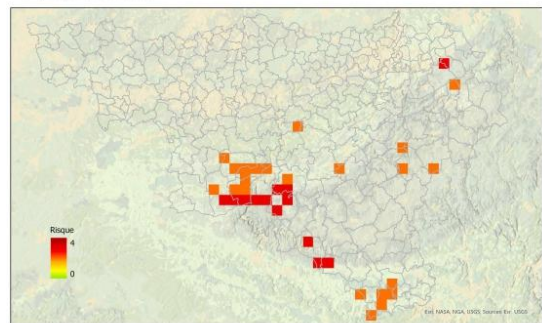 Risque
4
0
Esri, NASA, NGA, USGS, Sources: Esri, USGS